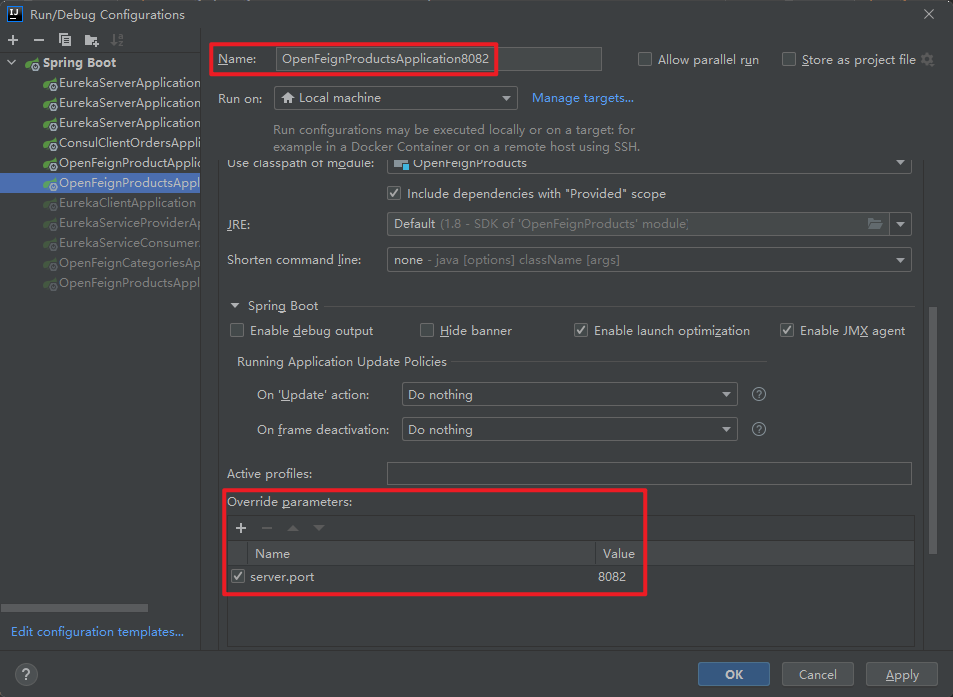 IJ Run/Debug Configurations
Spring Boot
EurekaServerApplication
EurekaServerApplication
EurekaServerApplication
ConsulClientOrdersAppli
OpenFeignProductApplic
OpenFeignProductsAppl
EurekaClientApplication
EurekaServiceProviderAp
EurekaServiceConsumer
OpenFeignCategoriesAp
OpenFeignProductsAppl
Edit configuration templates...
Name: OpenFeignProductsApplication8082
Allow parallel run
Store as project file
Run on: Local machine
Manage targets...
Run configurations may be executed locally or on a target: for
example in a Docker Container or on a remote host using SSH.
Use classpath of module: OpenFeignProducts
Include dependencies with "Provided" scope
JRE: Default (1.8 - SDK of 'OpenFeignProducts' module)
Shorten command line: none - java [options] className [args]
Spring Boot
Enable debug output
Hide banner
Enable launch optimization
Enable JMX agent
Running Application Update Policies
On 'Update' action: Do nothing ?
On frame deactivation: Do nothing ?
Active profiles:
Override parameters:
Name Value
server.port 8082
? OK Cancel Apply